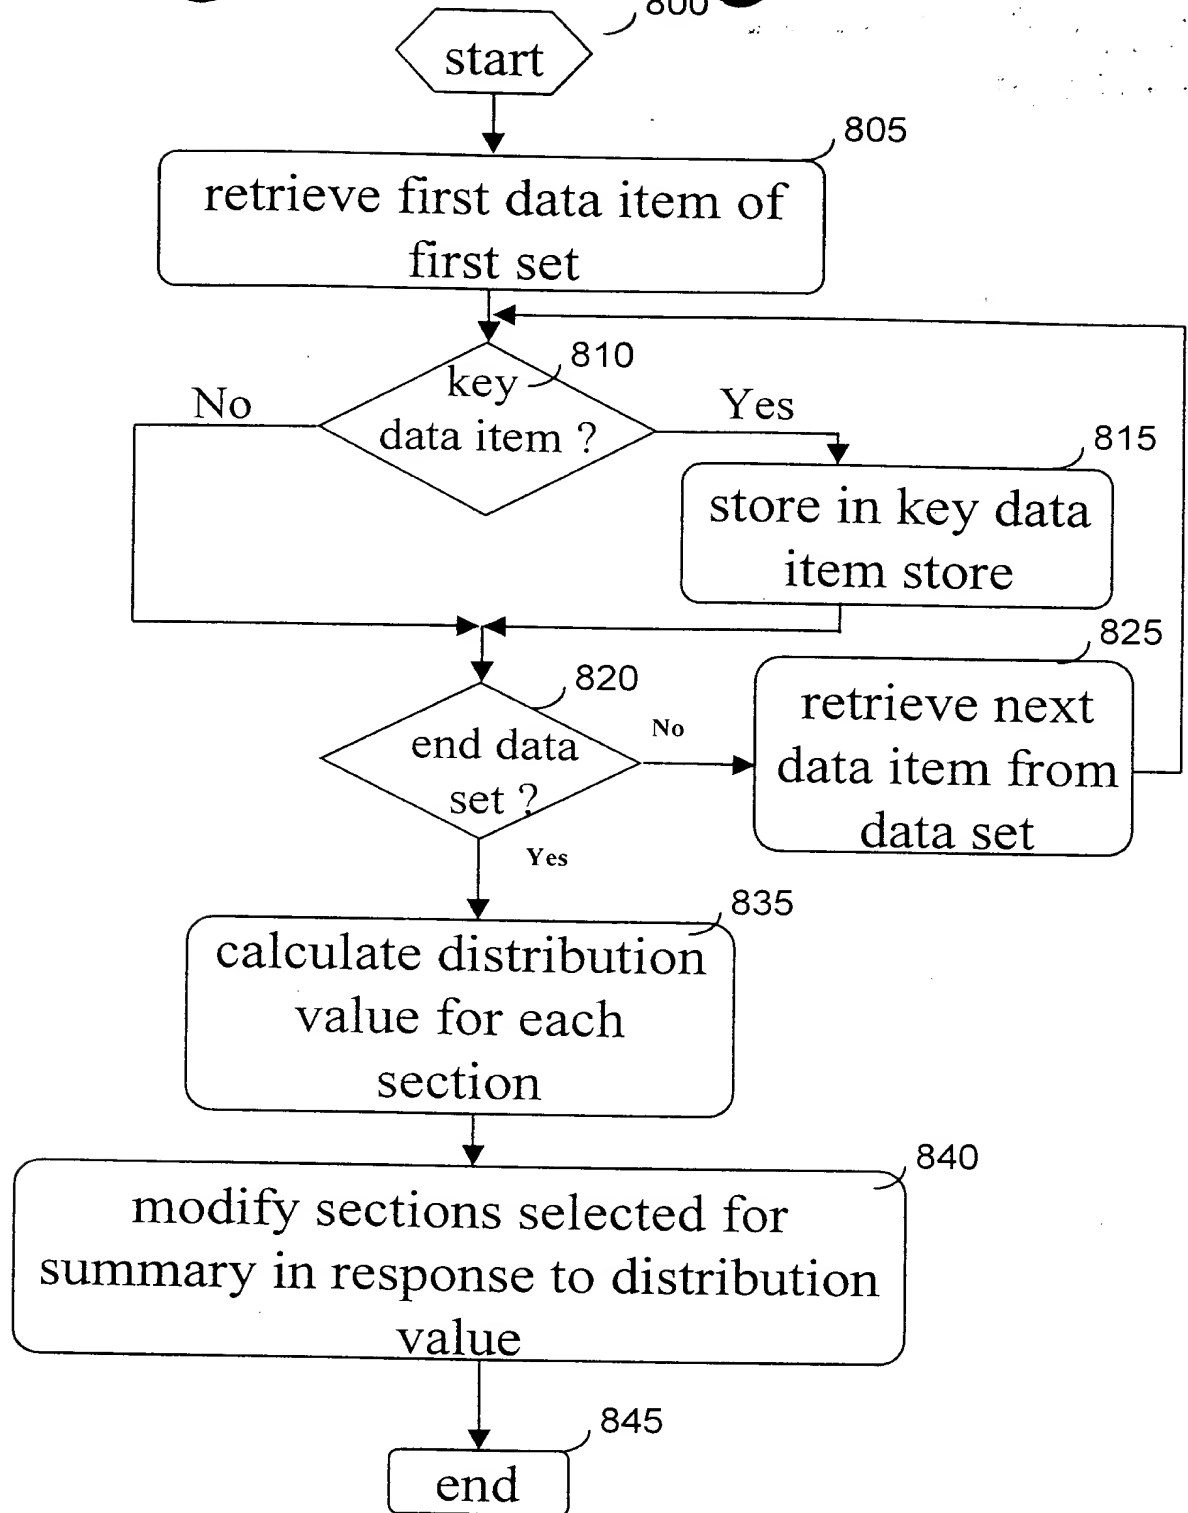 800
start
805
retrieve first data item of
first set
810
key
data item ?
No
Yes
815
store in key data
item store
820
end data
set ?
No
825
retrieve next
data item from
data set
Yes
835
calculate distribution
value for each
section
840
modify sections selected for
summary in response to distribution
value
845
end